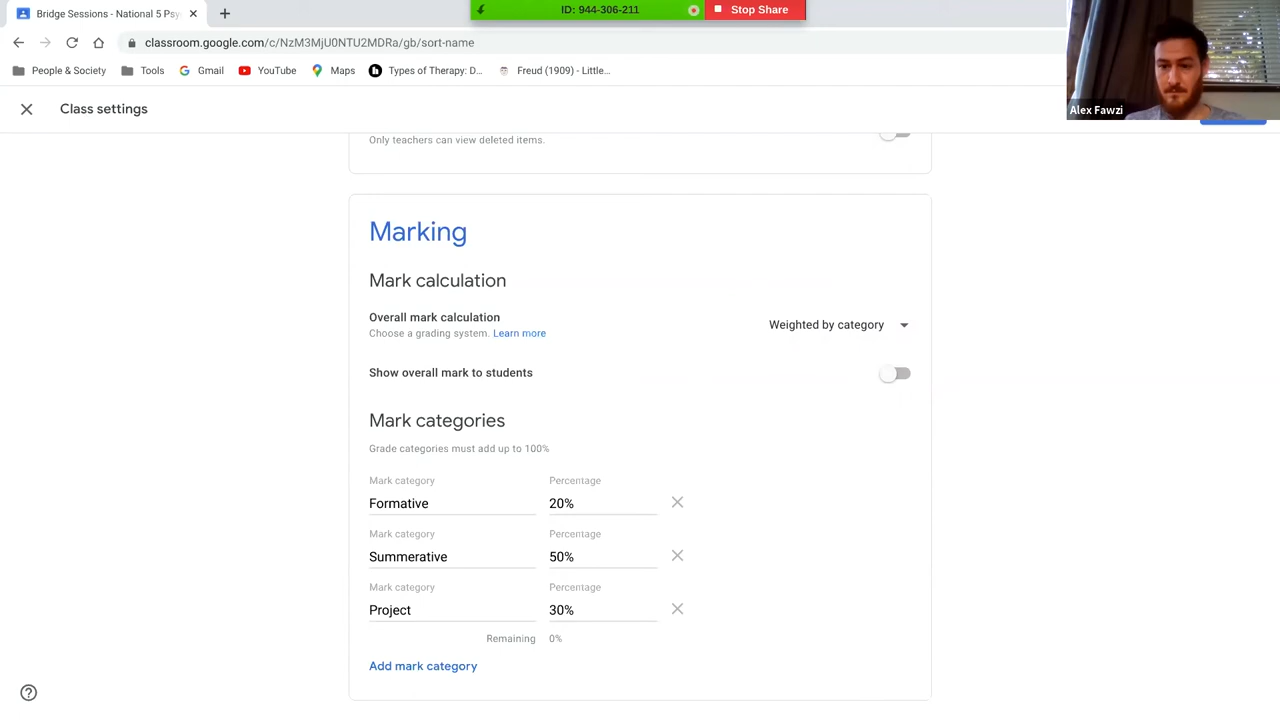 ID: 944-306-211
Stop Share
Bridge Sessions - National 5 Psy
classroom.google.com/c/NzM3MjU0NTU2MDRa/gb/sort-name
People & Society
Tools
Gmail
YouTube
Maps
Types of Therapy: D...
Freud (1909) - Little...
Class settings
Alex Fawzi
Only teachers can view deleted items.
Marking
Mark calculation
Overall mark calculation
Choose a grading system. Learn more
Weighted by category
Show overall mark to students
Mark categories
Grade categories must add up to 100%
Mark category Percentage
Formative 20%
Mark category Percentage
Summerative 50%
Mark category Percentage
Project 30%
Remaining 0%
Add mark category